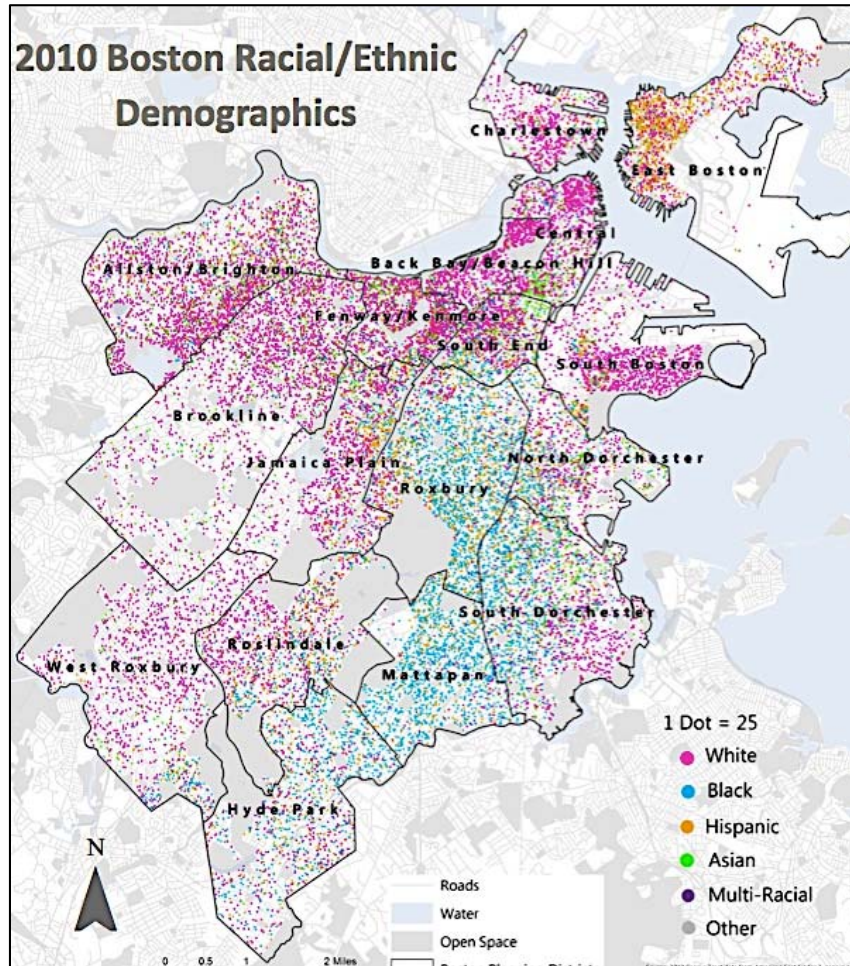 2010 Boston Racial/Ethnic
Demographics
Charlestown
East Boston
Central
Back Bay/Beacon Hill
Allston/Brighton
Fenway/Kenmore
South End
South Boston
Brookline
Jamaica Plain
North Dorchester
Roxbury
South Dorchester
Roslindale
West Roxbury
Mattapan
Hyde Park
1 Dot = 25
White
Black
Hispanic
Asian
Multi-Racial
Other
N
Roads
Water
Open Space
0 0.5 1 2 Miles